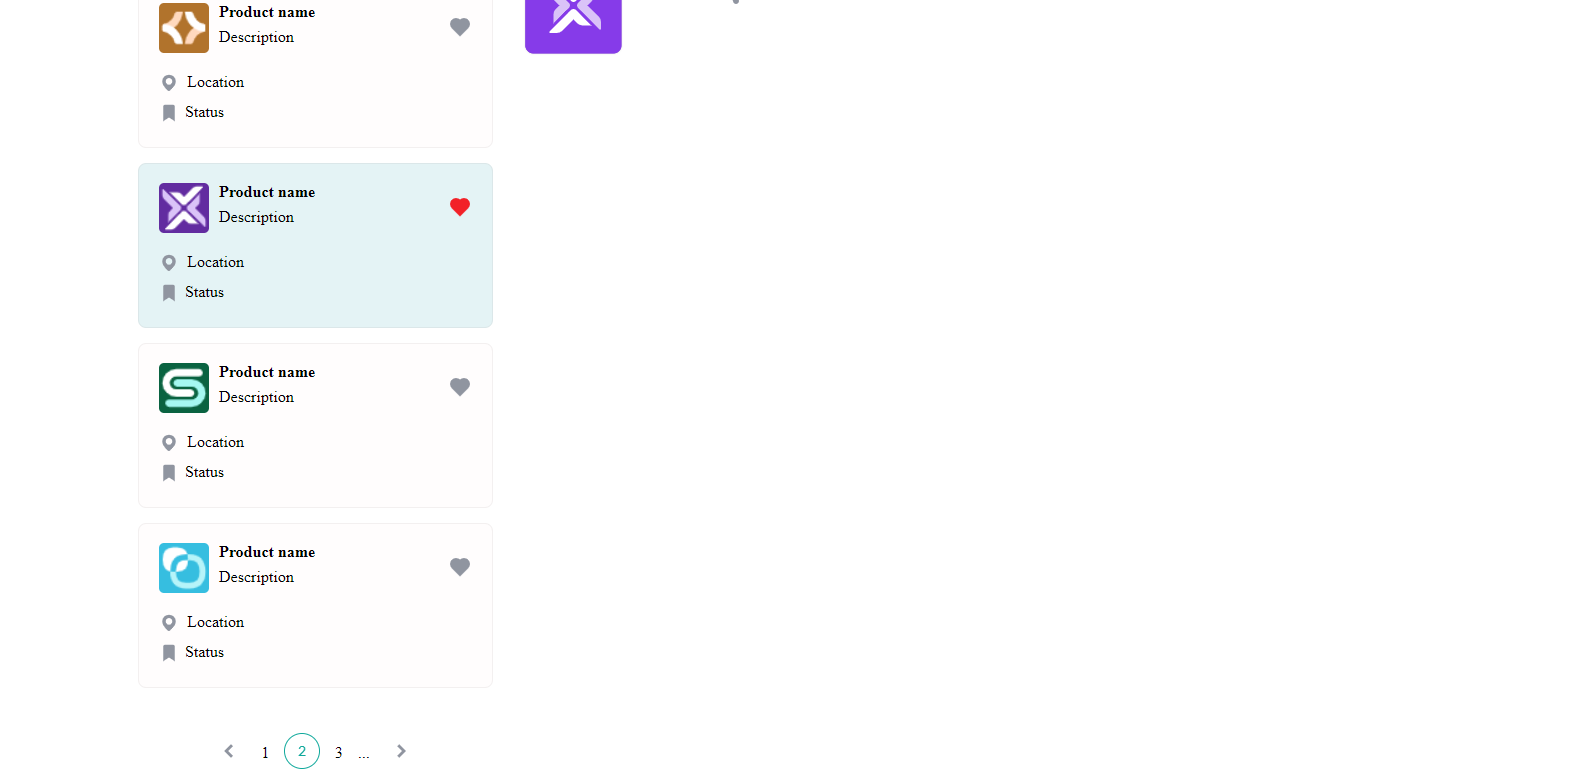 Product name
Description
Location
Status
Product name
Description
Location
Status
Product name
Description
Location
Status
Product name
Description
Location
Status
1 2 3 ...